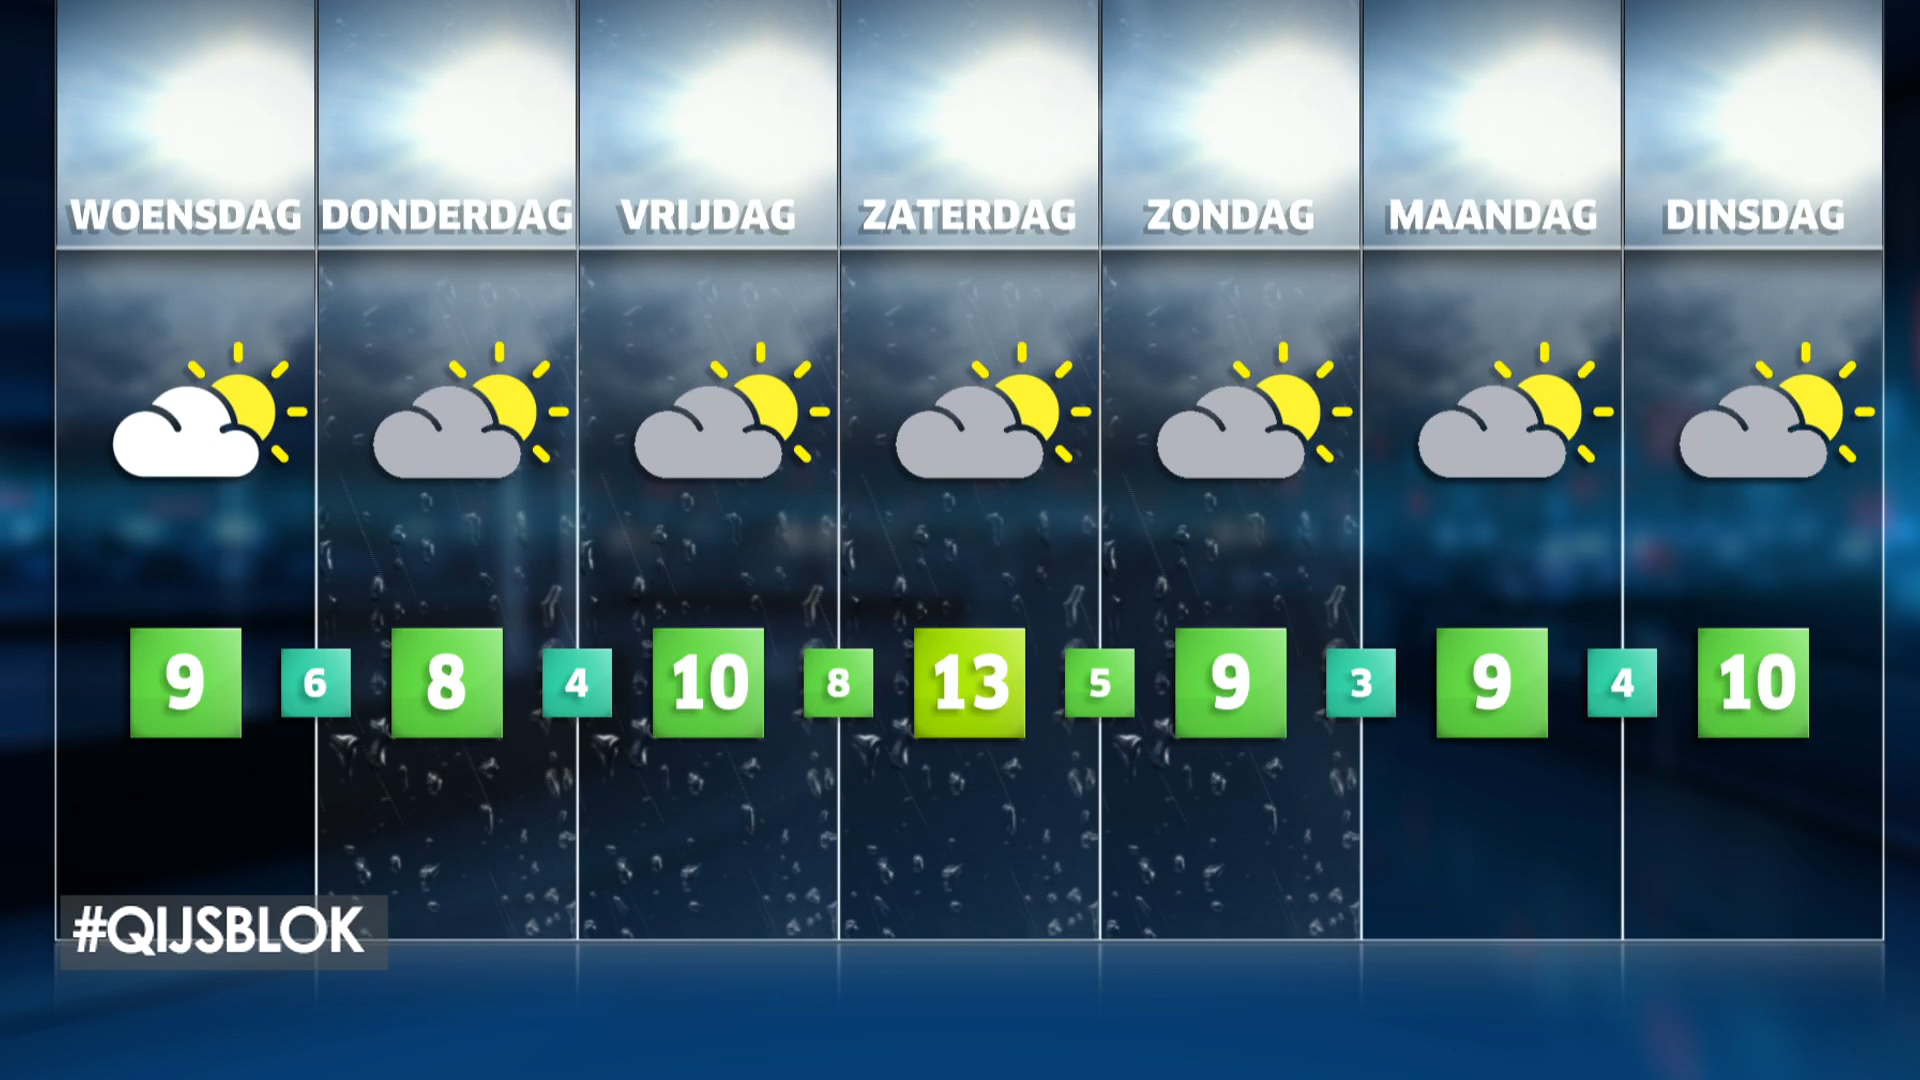 WOENSDAG DONDERDAG VRIJDAG ZATERDAG ZONDAG MAANDAG DINSDAG
9 6 8 4 10 8 13 5 9 3 9 4 10
#QIJSBLOK